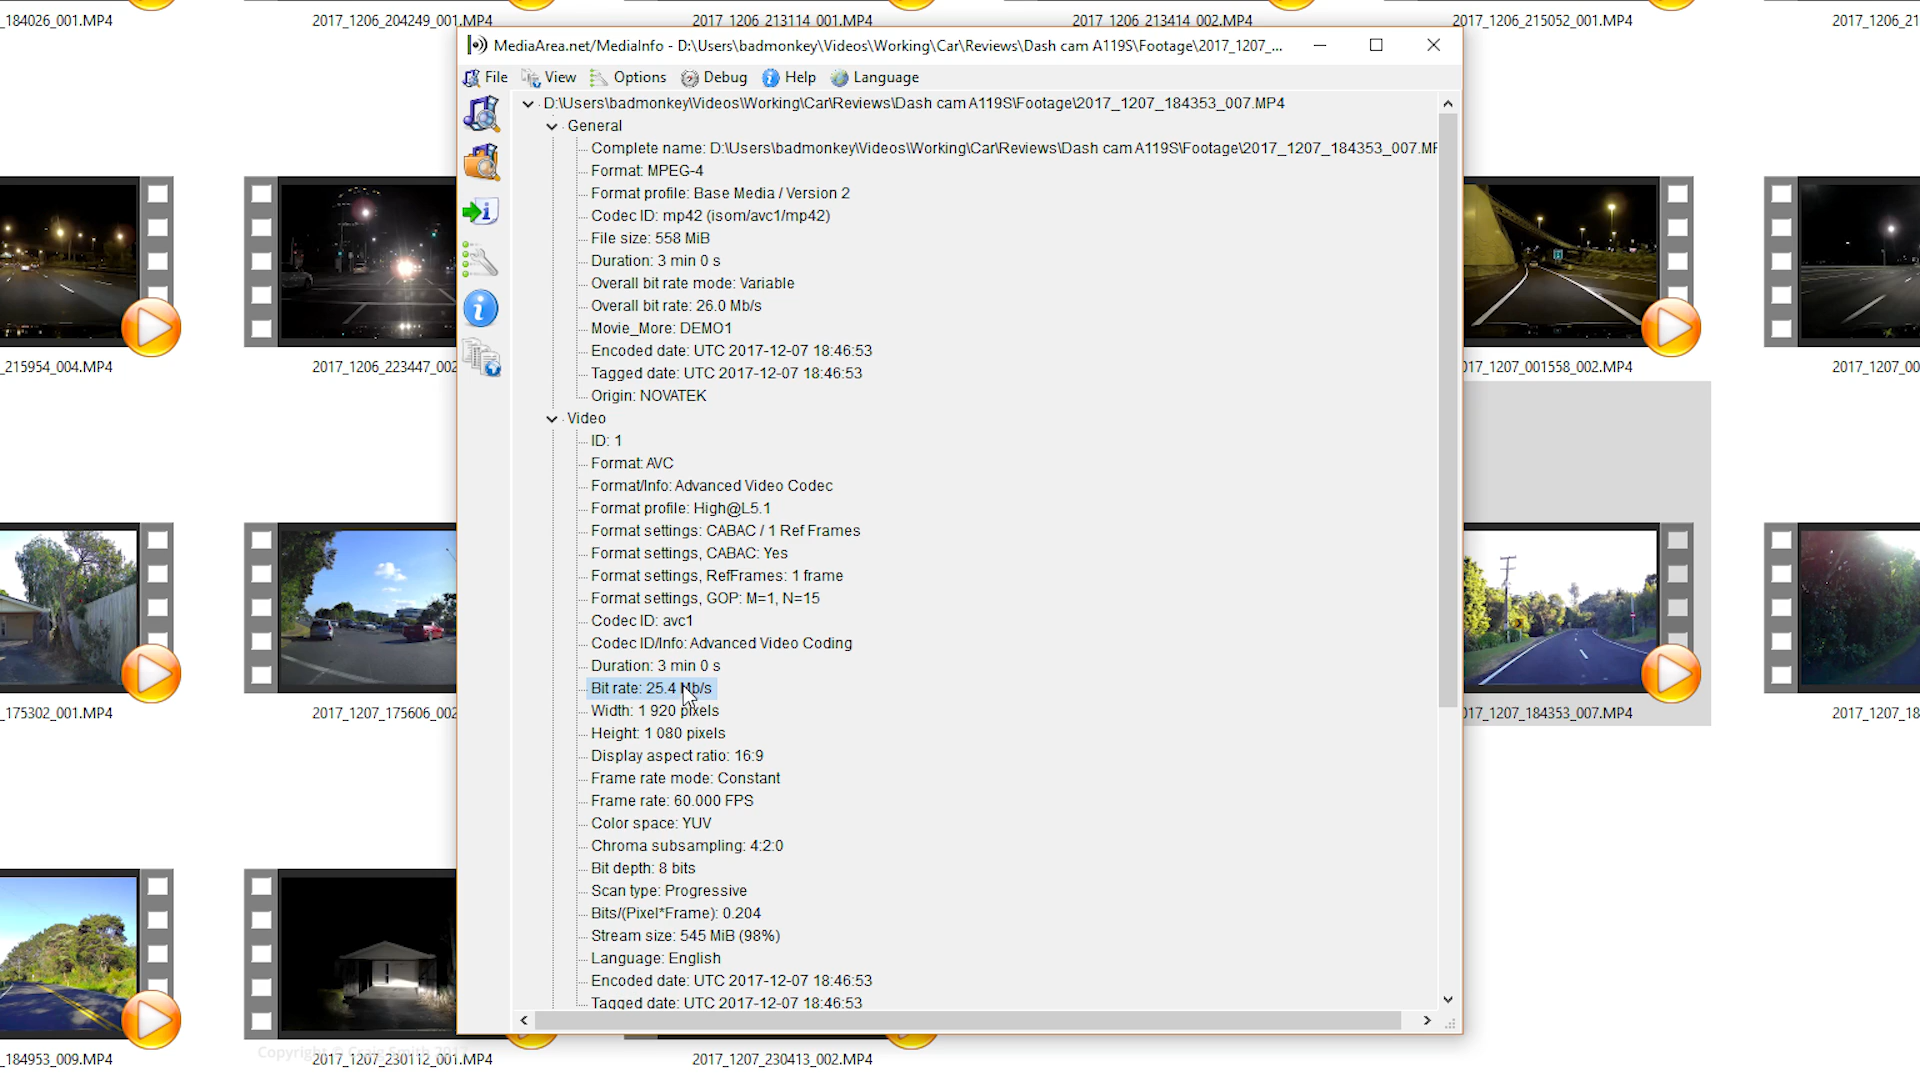 _184026_001.MP4
2017_1206_204249_001.MP4
2017_1206_213114_001.MP4
2017_1206_213414_002.MP4
2017_1206_215052_001.MP4
2017_1206_21
MediaArea.net/MediaInfo - D:\Users\badmonkey\Videos\Working\Car\Reviews\Dash cam A119S\Footage\2017_1207_...
File View Options Debug Help Language
D:\Users\badmonkey\Videos\Working\Car\Reviews\Dash cam A119S\Footage\2017_1207_184353_007.MP4
General
Complete name: D:\Users\badmonkey\Videos\Working\Car\Reviews\Dash cam A119S\Footage\2017_1207_184353_007.MF
Format: MPEG-4
Format profile: Base Media / Version 2
Codec ID: mp42 (isom/avc1/mp42)
File size: 558 MiB
Duration: 3 min 0 s
Overall bit rate mode: Variable
Overall bit rate: 26.0 Mb/s
Movie_More: DEMO1
Encoded date: UTC 2017-12-07 18:46:53
Tagged date: UTC 2017-12-07 18:46:53
Origin: NOVATEK
Video
ID: 1
Format: AVC
Format/Info: Advanced Video Codec
Format profile: High@L5.1
Format settings: CABAC / 1 Ref Frames
Format settings, CABAC: Yes
Format settings, RefFrames: 1 frame
Format settings, GOP: M=1, N=15
Codec ID: avc1
Codec ID/Info: Advanced Video Coding
Duration: 3 min 0 s
Bit rate: 25.4 Mb/s
Width: 1 920 pixels
Height: 1 080 pixels
Display aspect ratio: 16:9
Frame rate mode: Constant
Frame rate: 60.000 FPS
Color space: YUV
Chroma subsampling: 4:2:0
Bit depth: 8 bits
Scan type: Progressive
Bits/(Pixel*Frame): 0.204
Stream size: 545 MiB (98%)
Language: English
Encoded date: UTC 2017-12-07 18:46:53
Tagged date: UTC 2017-12-07 18:46:53
_215954_004.MP4
2017_1206_223447_002
017_1207_001558_002.MP4
2017_1207_00
_175302_001.MP4
2017_1207_175606_002
017_1207_184353_007.MP4
2017_1207_18
_184953_009.MP4
2017_1207_230112_001.MP4
2017_1207_230413_002.MP4
Copyright © Craig Smith 2017